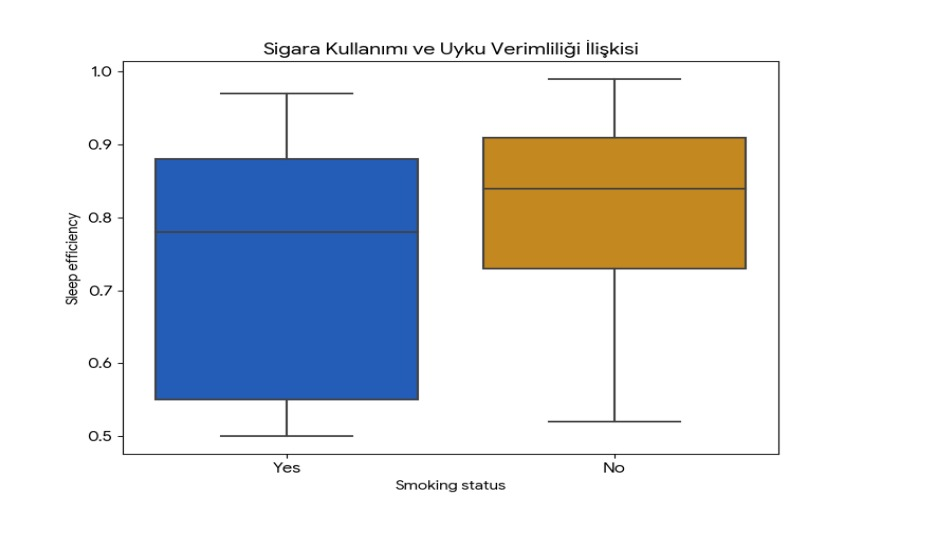 Sigara Kullanımı ve Uyku Verimliliği İlişkisi
1.0
0.9
0.8
0.7
0.6
0.5
Sleep efficiency
Yes No
Smoking status